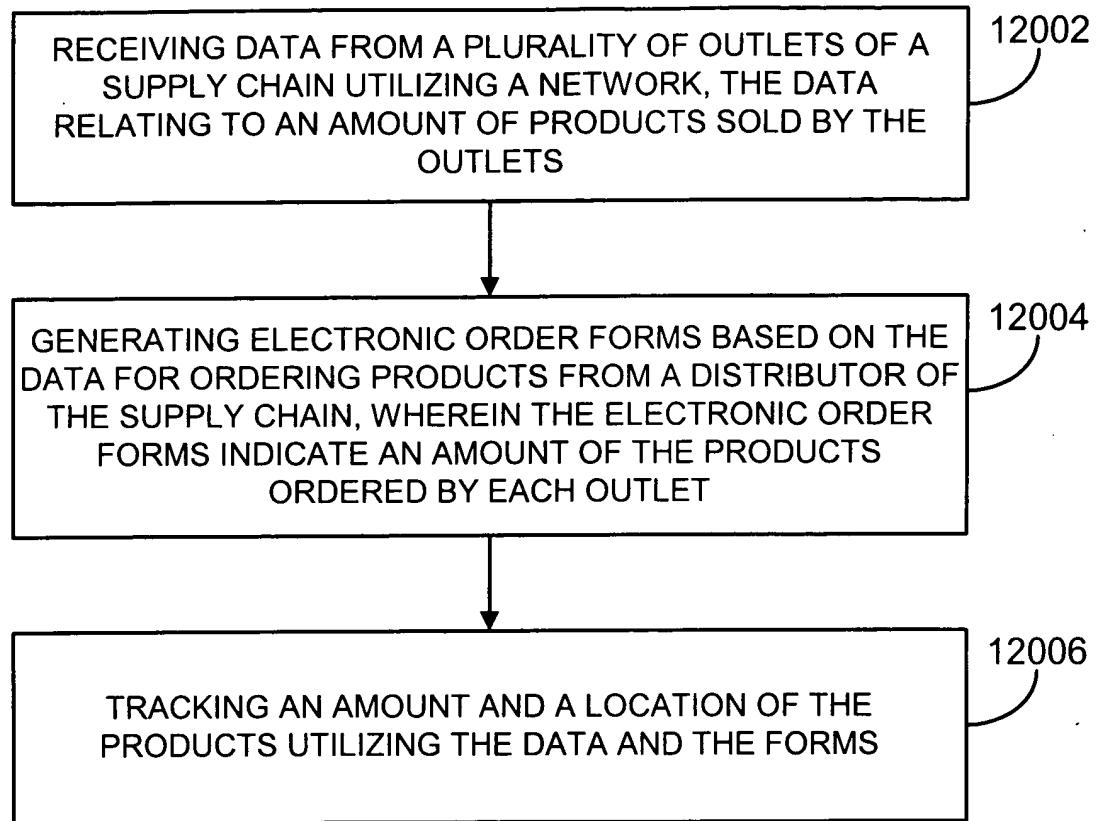 RECEIVING DATA FROM A PLURALITY OF OUTLETS OF A
SUPPLY CHAIN UTILIZING A NETWORK, THE DATA
RELATING TO AN AMOUNT OF PRODUCTS SOLD BY THE
OUTLETS
12002
GENERATING ELECTRONIC ORDER FORMS BASED ON THE
DATA FOR ORDERING PRODUCTS FROM A DISTRIBUTOR OF
THE SUPPLY CHAIN, WHEREIN THE ELECTRONIC ORDER
FORMS INDICATE AN AMOUNT OF THE PRODUCTS
ORDERED BY EACH OUTLET
12004
TRACKING AN AMOUNT AND A LOCATION OF THE
PRODUCTS UTILIZING THE DATA AND THE FORMS
12006